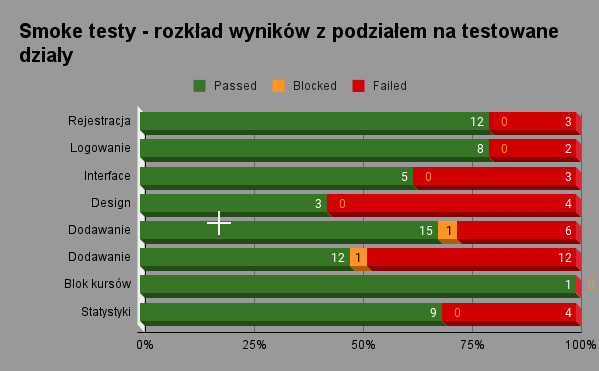 Smoke testy - rozkład wyników z podziałem na testowane
działy
Passed Blocked Failed
Rejestracja 12 0 3
Logowanie 8 0 2
Interface 5 0 3
Design 3 0 4
Dodawanie 15 1 6
Dodawanie 12 1 12
Blok kursów 1 0
Statystyki 9 0 4
0% 25% 50% 75% 100%